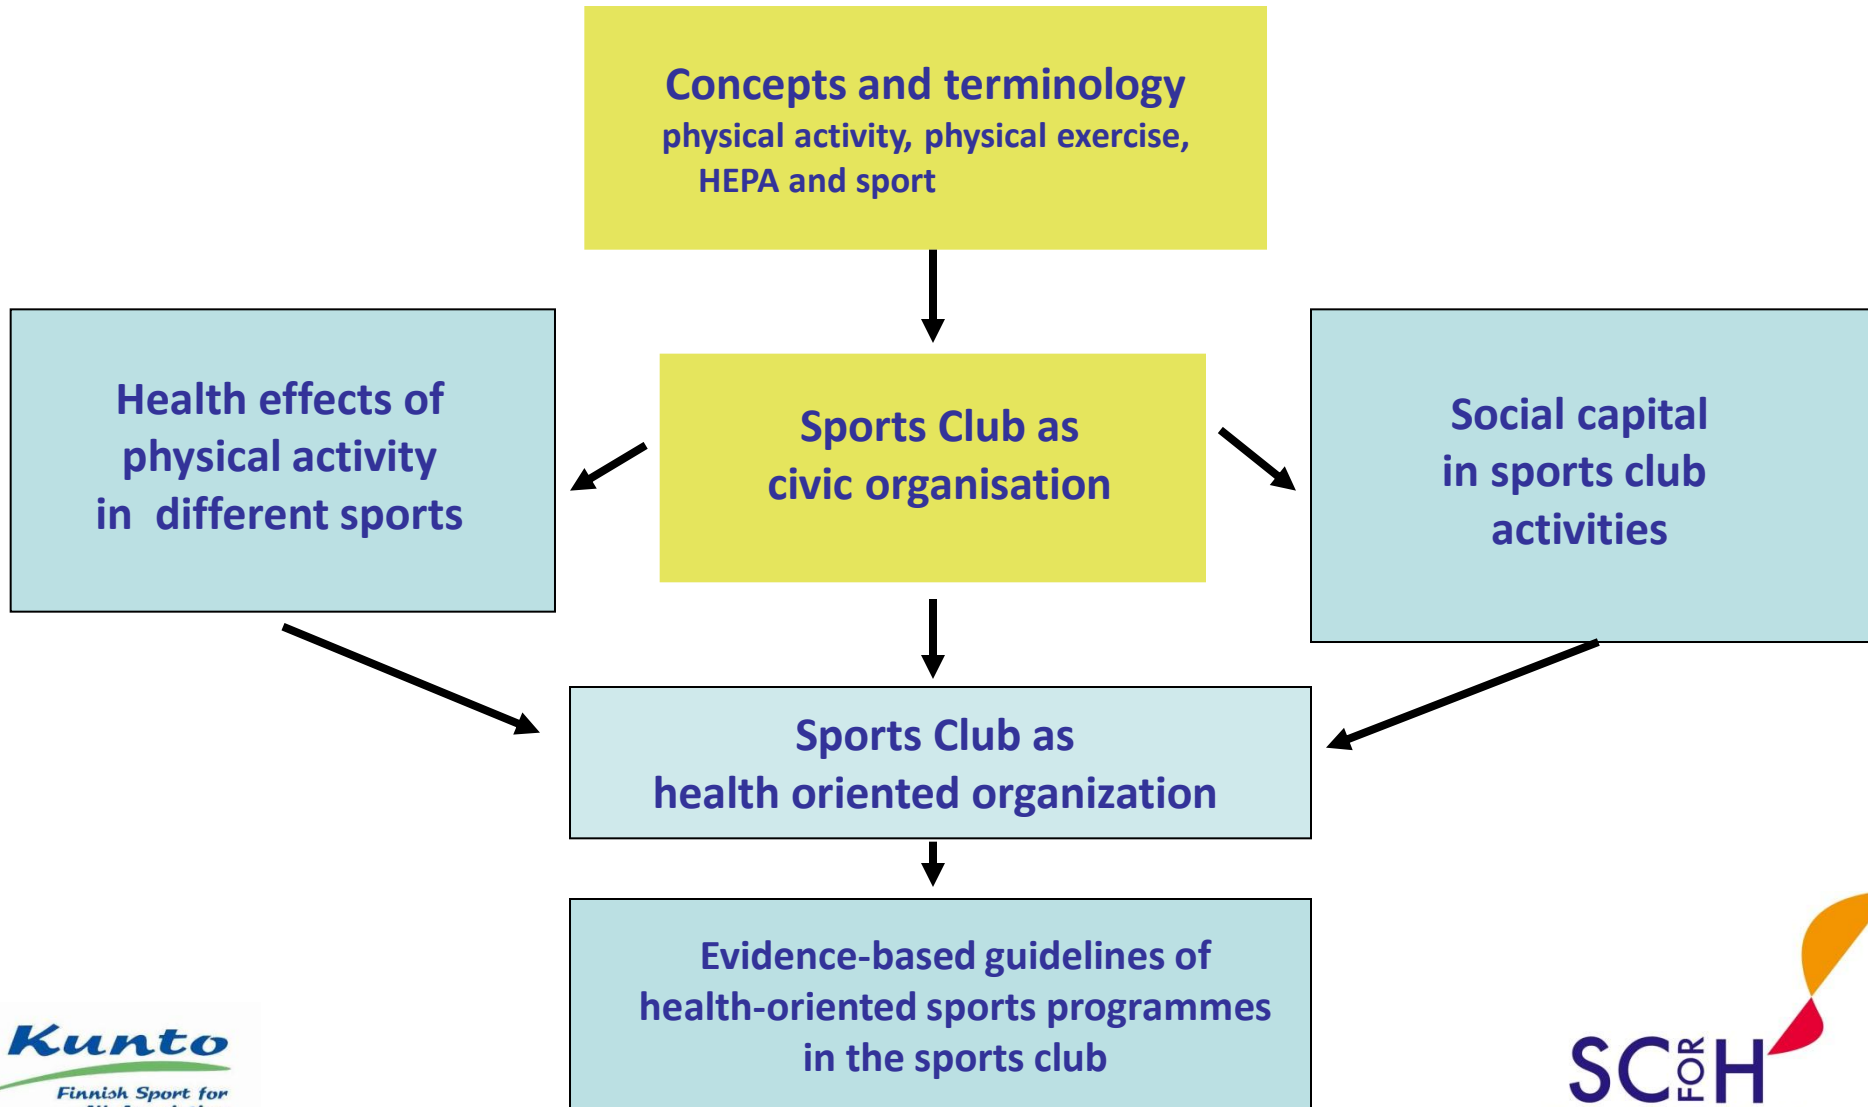 Concepts and terminology
physical activity, physical exercise,
HEPA and sport
Health effects of
physical activity
in different sports
Sports Club as
civic organisation
Social capital
in sports club
activities
Sports Club as
health oriented organization
Evidence-based guidelines of
health-oriented sports programmes
in the sports club
Kunto
Finnish Sport for
SC FOR H